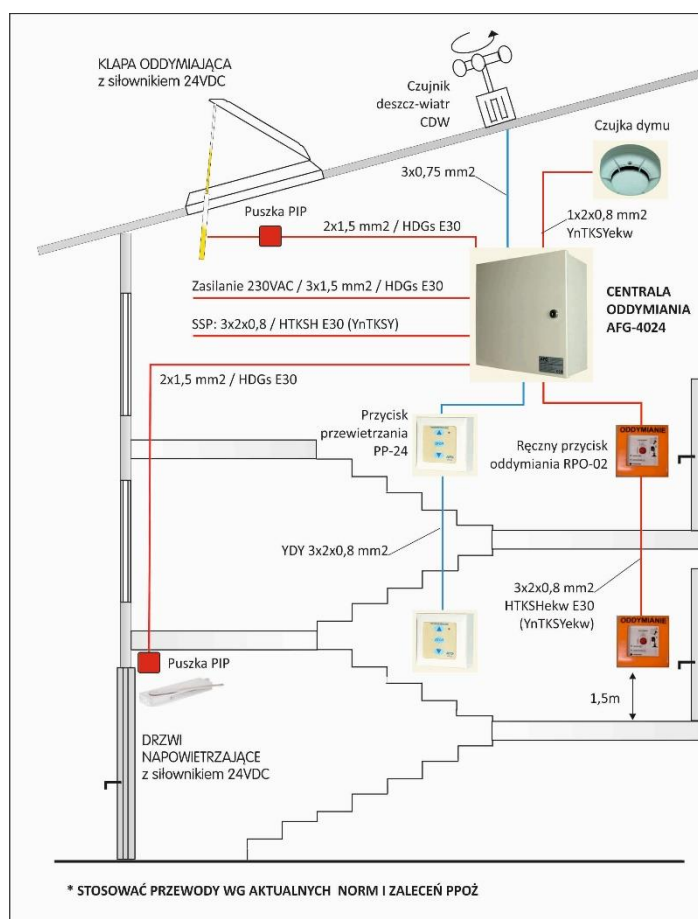 KLAPA ODDYMIAJĄCA
z siłownikiem 24VDC
Czujnik
deszcz-wiatr
CDW
Czujka dymu
3x0,75 mm2
Puszka PIP
2x1,5 mm2 / HDGs E30
1x2x0,8 mm2
YnTKSYekw
Zasilanie 230VAC / 3x1,5 mm2 / HDGs E30
CENTRALA
ODDYMIANIA
AFG-4024
SSP: 3x2x0,8 / HTKSH E30 (YnTKSY)
2x1,5 mm2 / HDGs E30
Przycisk
przewietrzania
PP-24
Ręczny przycisk
oddymiania RPO-02
ODDYMIANIE
YDY 3x2x0,8 mm2
3x2x0,8 mm2
HTKSHekw E30
(YnTKSYekw)
ODDYMIANIE
Puszka PIP
1,5m
DRZWI
NAPOWIETRZAJĄCE
z siłownikiem 24VDC
* STOSOWAĆ PRZEWODY WG AKTUALNYCH NORM I ZALECEŃ PPOŻ